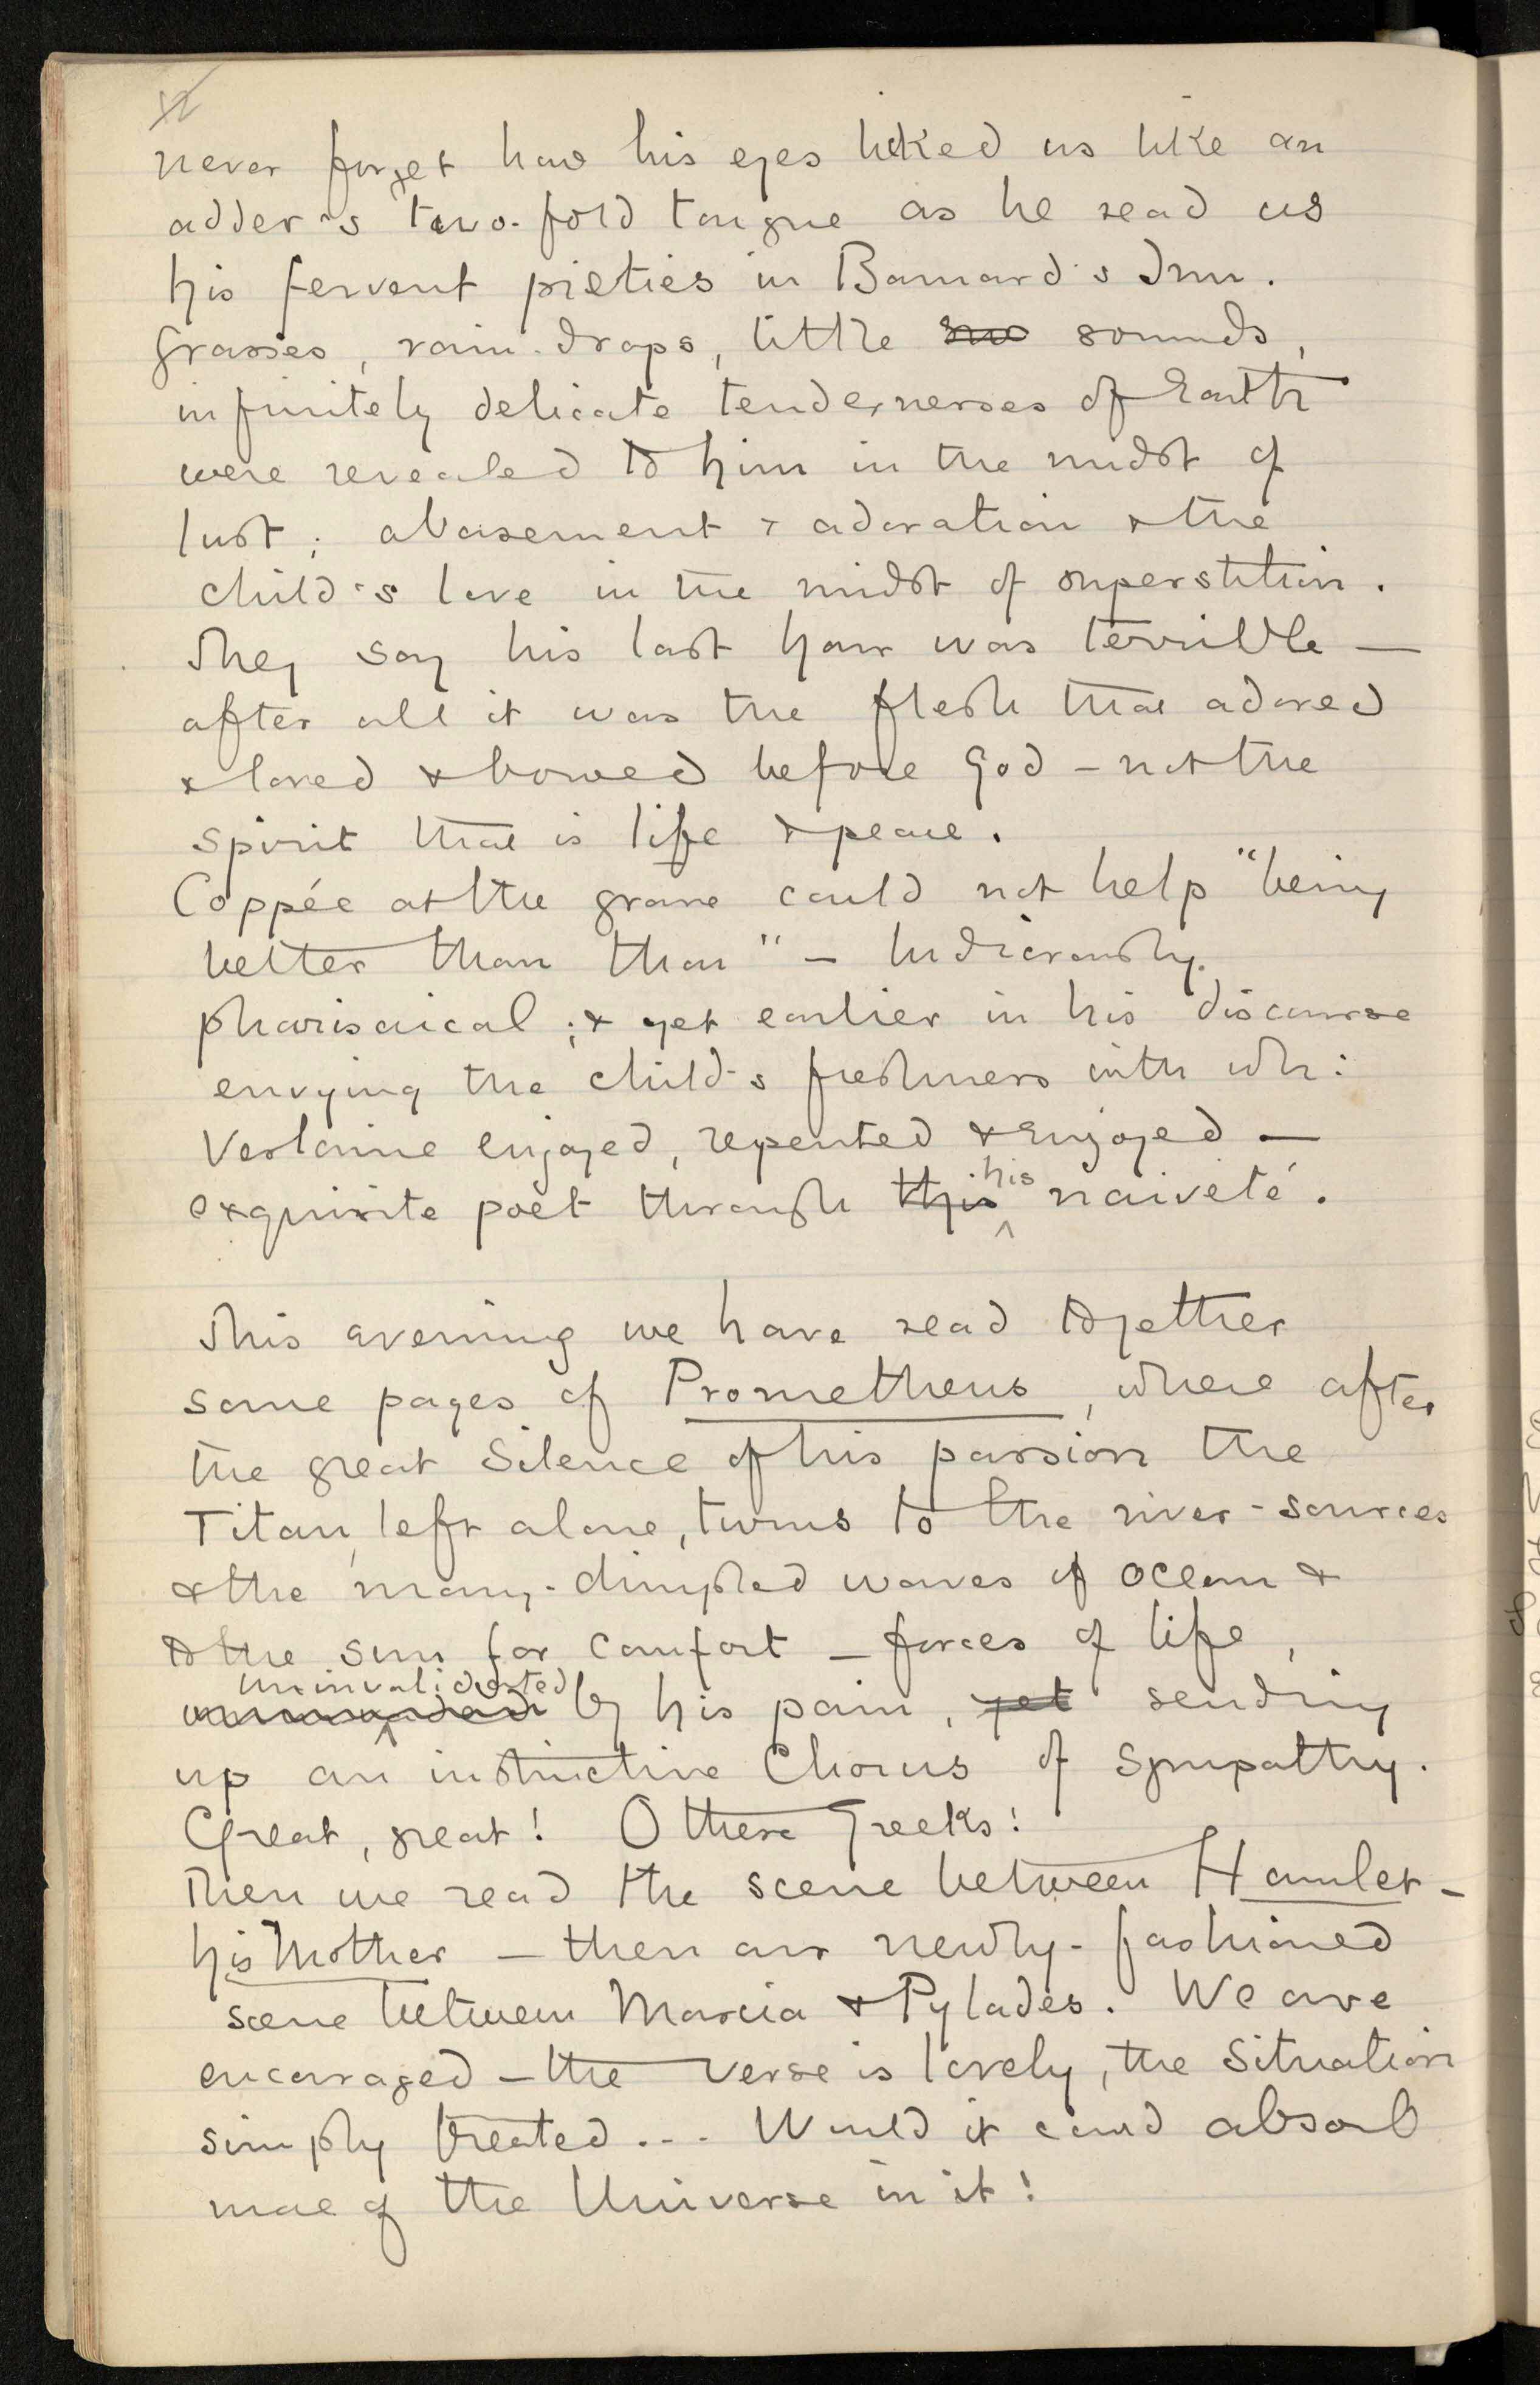 never forget how his eyes licked us like an
adder's two-fold tongue as he read us
his fervent pieties in Barnard's Inn.
Grasses, rain-drops, little sounds,
infinitely delicate tendernesses of Earth
were revealed to him in the midst of
lust; abasement & adoration & the
child's love in the midst of superstition.
They say his last hour was terrible —
after all it was the flesh that adored
& loved & bowed before God – not the
spirit that is life & peace.
Coppée at the grave could not help "being
better than thou" – ludicrously
pharisaical; & yet earlier in his discourse
envying the child's freshness with wh:
Verlaine enjoyed, repented & enjoyed —
exquisite poet through this his naiveté.
This evening we have read together
some pages of Prometheus, where after
the great Silence of his passion the
Titan, left alone, turns to the river-sources
& the many-dimpled waves of ocean &
to the sun for comfort – forces of life,
uninvalidated by his pain, yet sending
up an instinctive Chorus of Sympathy.
Great, great! O these Greeks!
Then we read the scene between Hamlet –
his Mother – then our newly-fashioned
scene between Marcia & Pylades. We are
encouraged – the verse is lovely, the Situation
simply treated... Would it could absorb
more of the Universe in it!